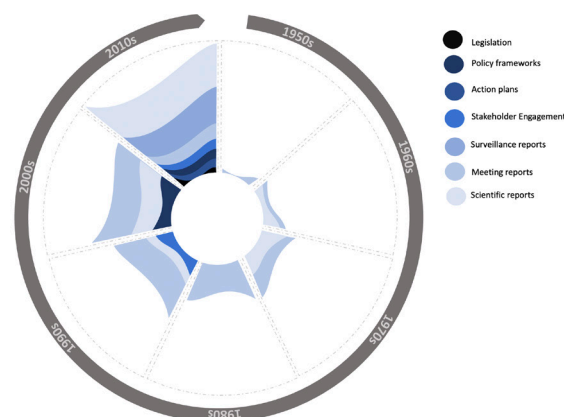 1950s
1960s
1970s
1980s
1990s
2000s
2010s
Legislation
Policy frameworks
Action plans
Stakeholder Engagement
Surveillance reports
Meeting reports
Scientific reports